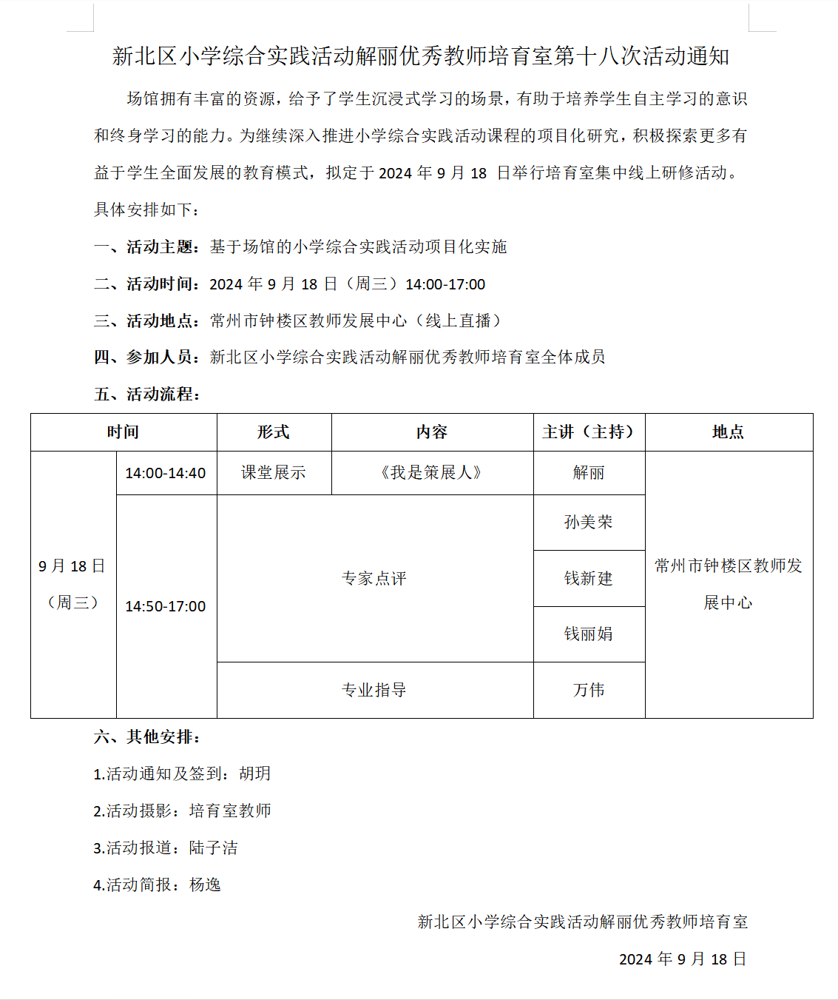 新北区小学综合实践活动解丽优秀教师培育室第十八次活动通知
场馆拥有丰富的资源，给予了学生沉浸式学习的场景，有助于培养学生自主学习的意识
和终身学习的能力。为继续深入推进小学综合实践活动课程的项目化研究，积极探索更多有
益于学生全面发展的教育模式，拟定于 2024 年 9 月 18 日举行培育室集中线上研修活动。
具体安排如下：
一、活动主题：基于场馆的小学综合实践活动项目化实施
二、活动时间：2024 年 9 月 18 日（周三）14:00-17:00
三、活动地点：常州市钟楼区教师发展中心（线上直播）
四、参加人员：新北区小学综合实践活动解丽优秀教师培育室全体成员
五、活动流程：
时间 形式 内容 主讲（主持） 地点
14:00-14:40 课堂展示 《我是策展人》 解丽
9 月 18 日
（周三）
14:50-17:00
专家点评
孙美荣
钱新建
钱丽娟
专业指导 万伟
常州市钟楼区教师发
展中心
六、其他安排：
1.活动通知及签到：胡玥
2.活动摄影：培育室教师
3.活动报道：陆子洁
4.活动简报：杨逸
新北区小学综合实践活动解丽优秀教师培育室
2024 年 9 月 18 日